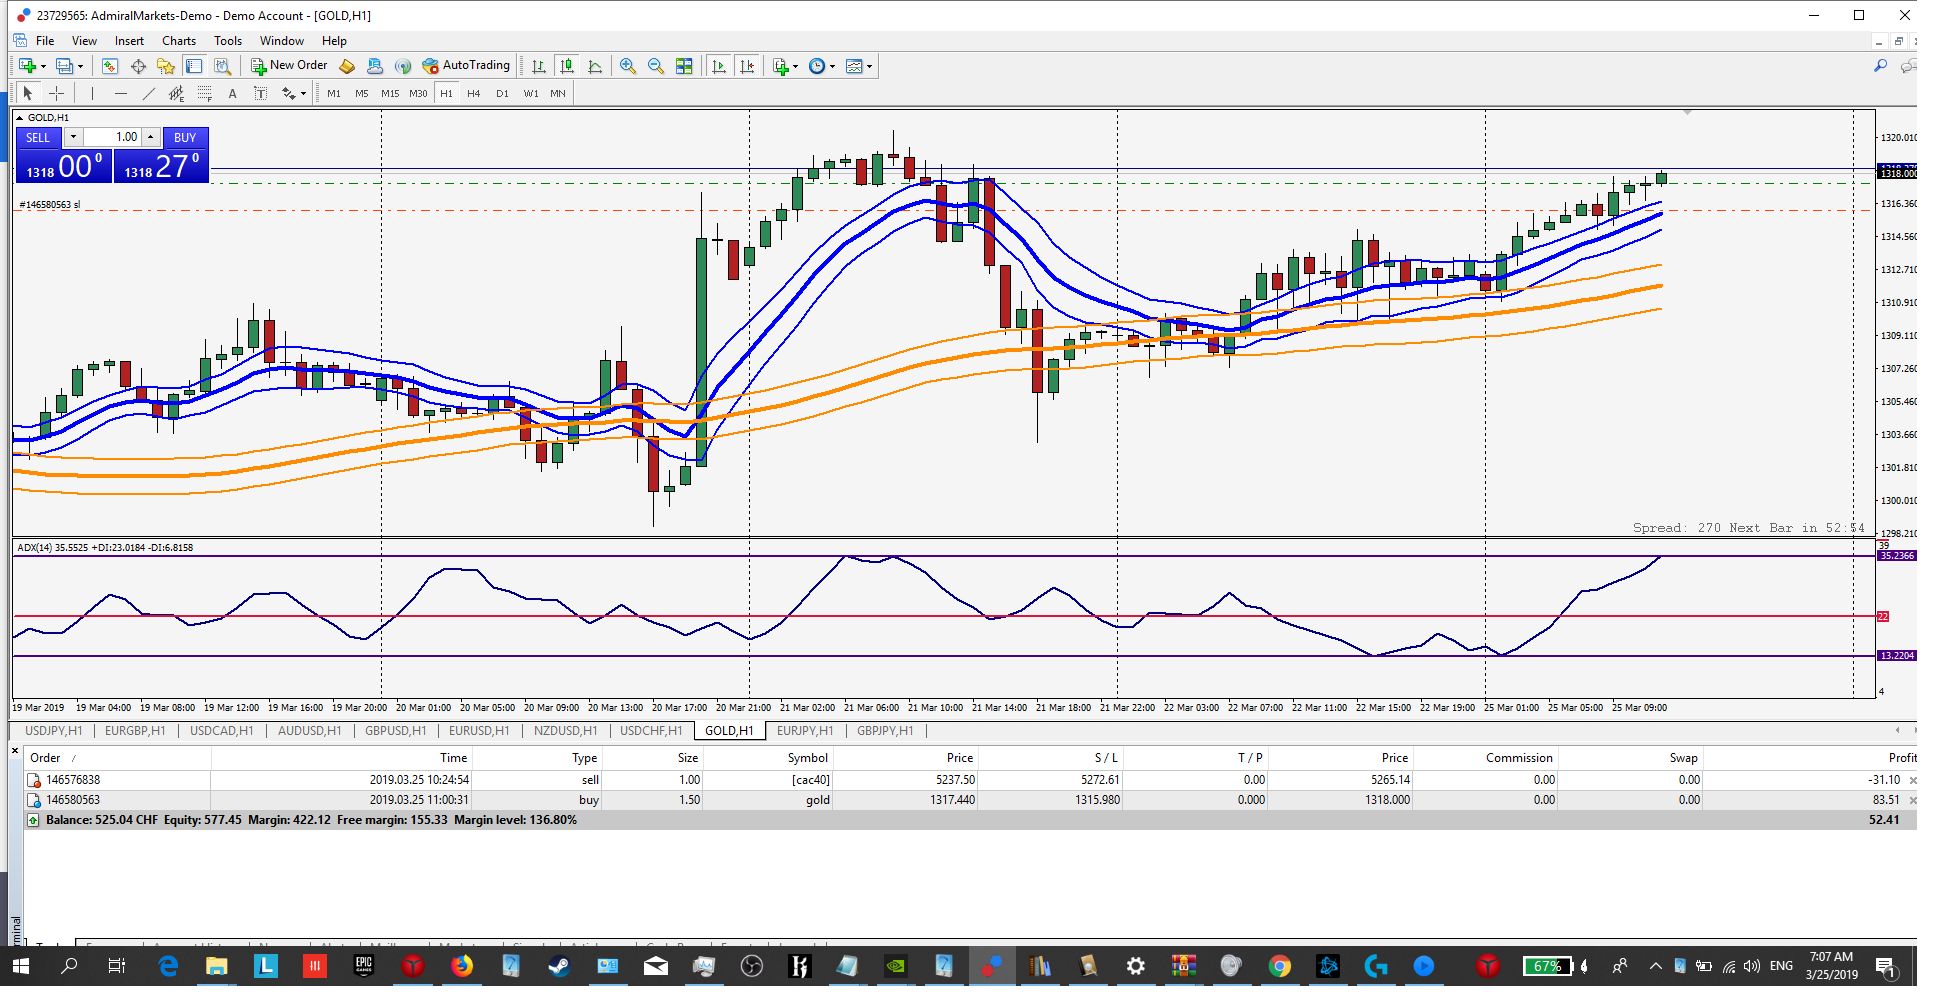 23729565: AdmiralMarkets-Demo - Demo Account - [GOLD,H1]
File View Insert Charts Tools Window Help
New Order AutoTrading
A T M1 M5 M15 M30 H1 H4 D1 W1 MN
GOLD,H1
SELL 1.00 BUY
1318 00 0 1318 27 0
#146580563 sl
1320.010
1318.000
1316.360
1314.560
1312.710
1310.910
1309.110
1307.260
1305.460
1303.660
1301.810
1300.010
1298.210
Spread: 270 Next Bar in 52:54
ADX(14) 35.5525 +DI:23.0184 -DI:6.8158
39
35.2366
22
13.2204
4
19 Mar 2019 19 Mar 04:00 19 Mar 08:00 19 Mar 12:00 19 Mar 16:00 19 Mar 20:00 20 Mar 01:00 20 Mar 05:00 20 Mar 09:00 20 Mar 13:00 20 Mar 17:00 20 Mar 21:00 21 Mar 02:00 21 Mar 06:00 21 Mar 10:00 21 Mar 14:00 21 Mar 18:00 21 Mar 22:00 22 Mar 03:00 22 Mar 07:00 22 Mar 11:00 22 Mar 15:00 22 Mar 19:00 25 Mar 01:00 25 Mar 05:00 25 Mar 09:00
USDJPY,H1 EURGBP,H1 USDCAD,H1 AUDUSD,H1 GBPUSD,H1 EURUSD,H1 NZDUSD,H1 USDCHF,H1 GOLD,H1 EURJPY,H1 GBPJPY,H1
Order / Time Type Size Symbol Price S / L T / P Price Commission Swap Profit
146576838 2019.03.25 10:24:54 sell 1.00 [cac40] 5237.50 5272.61 0.00 5265.14 0.00 0.00 -31.10
146580563 2019.03.25 11:00:31 buy 1.50 gold 1317.440 1315.980 0.000 1318.000 0.00 0.00 83.51
Balance: 525.04 CHF Equity: 577.45 Margin: 422.12 Free margin: 155.33 Margin level: 136.80% 52.41
EPIC GAMES
67% ENG 7:07 AM
3/25/2019
1